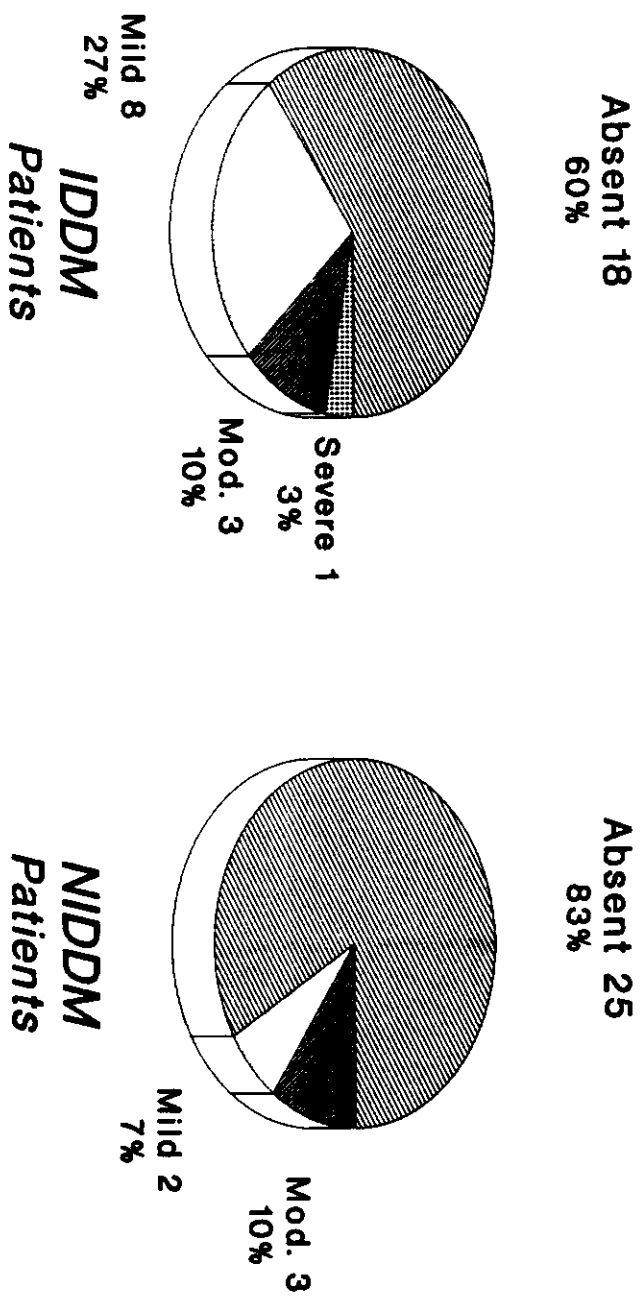 Absent 18
60%
Mild 8
27%
Severe 1
3%
Mod. 3
10%
IDDM
Patients
Absent 25
83%
Mild 2
7%
Mod. 3
10%
NIDDM
Patients